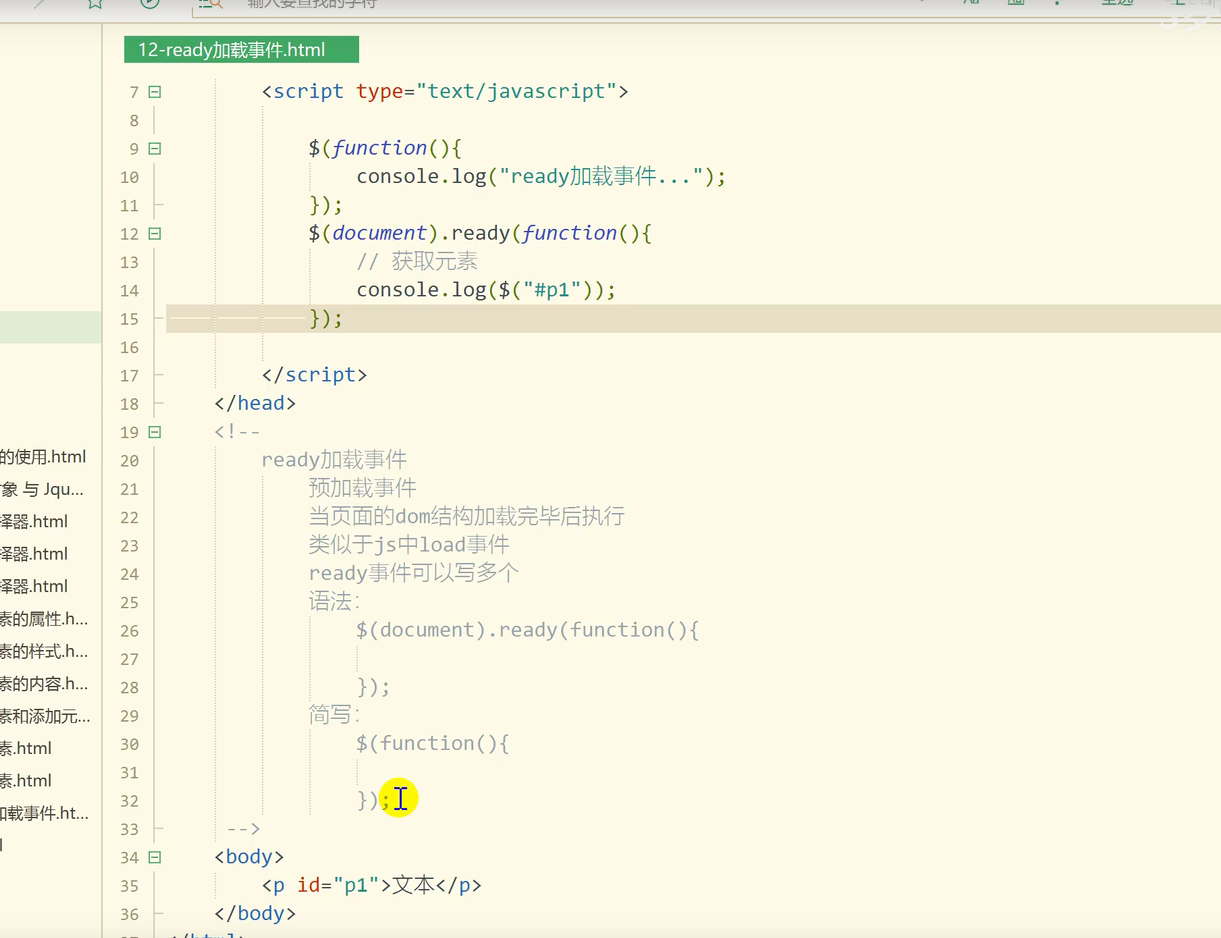 输入要查找的字符
12-ready加载事件.html
7 <script type="text/javascript">
8
9 $(function(){
10 console.log("ready加载事件...");
11 });
12 $(document).ready(function(){
13 // 获取元素
14 console.log($("#p1"));
15 });
16
17 </script>
18 </head>
19 <!--
20 ready加载事件
21 预加载事件
22 当页面的dom结构加载完毕后执行
23 类似于js中load事件
24 ready事件可以写多个
25 语法：
26 $(document).ready(function(){
27
28 });
29 简写：
30 $(function(){
31
32 });
33 -->
34 <body>
35 <p id="p1">文本</p>
36 </body>
的使用.html
象 与 Jqu...
择器.html
择器.html
择器.html
素的属性.h...
素的样式.h...
素的内容.h...
素和添加元...
素.html
素.html
加载事件.ht...